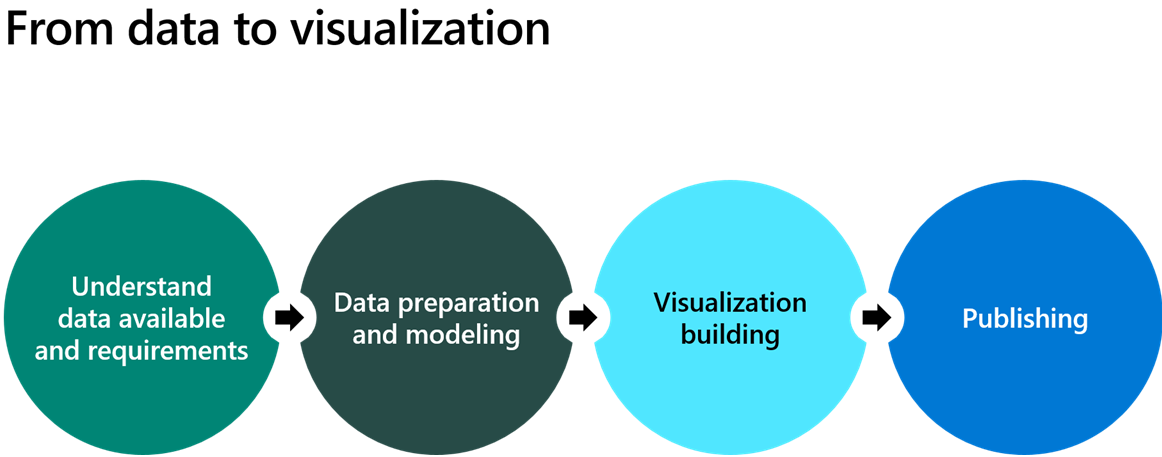 From data to visualization
Understand
data available
and requirements
Data preparation
and modeling
Visualization
building
Publishing